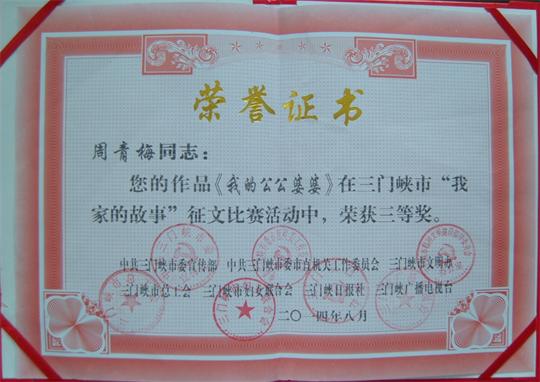 荣誉证书
周青梅同志：
您的作品《我的公公婆婆》在三门峡市“我
家的故事”征文比赛活动中，荣获三等奖。
中共三门峡市委宣传部 中共三门峡市委市直机关工作委员会 三门峡市文明办
三门峡市总工会 三门峡市妇女联合会 三门峡日报社 三门峡广播电视台
二〇一四年八月